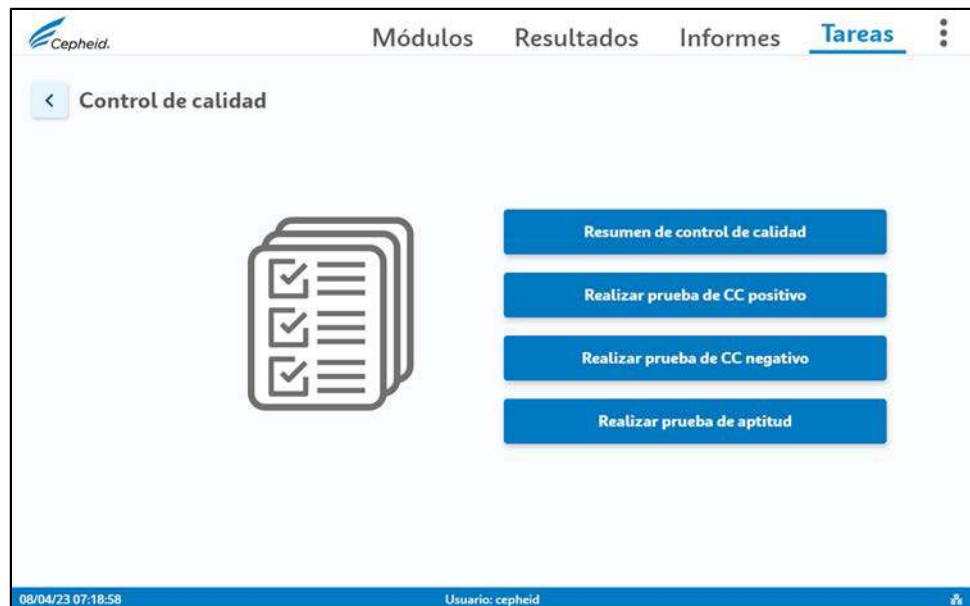 Cepheid.
Módulos Resultados Informes Tareas
Control de calidad
Resumen de control de calidad
Realizar prueba de CC positivo
Realizar prueba de CC negativo
Realizar prueba de aptitud
08/04/23 07:18:58 Usuario: cepheid